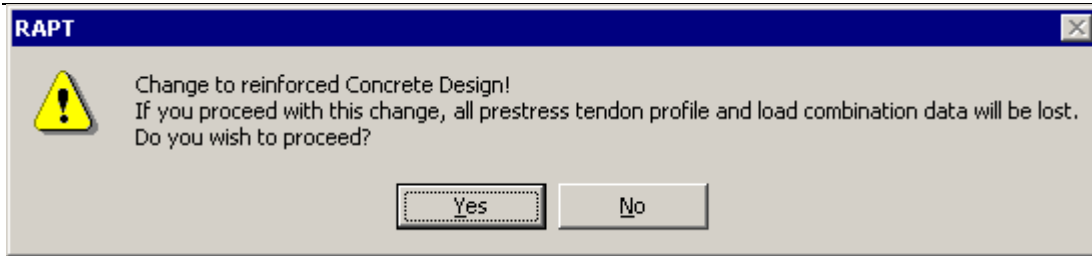 RAPT
Change to reinforced Concrete Design!
If you proceed with this change, all prestress tendon profile and load combination data will be lost.
Do you wish to proceed?
Yes No